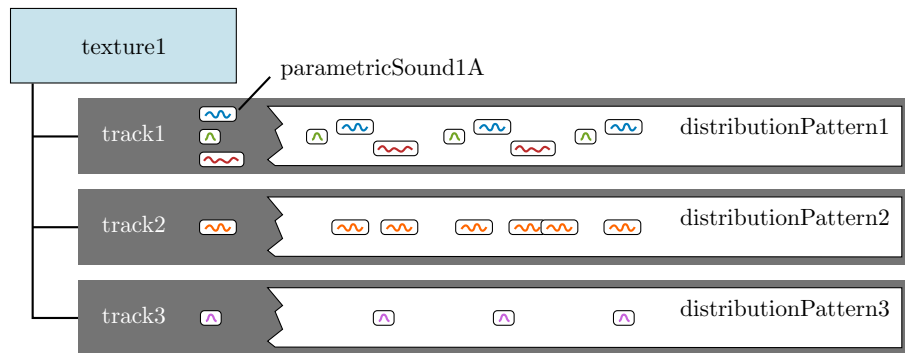 texture1
parametricSound1A
track1
distributionPattern1
track2
distributionPattern2
track3
distributionPattern3